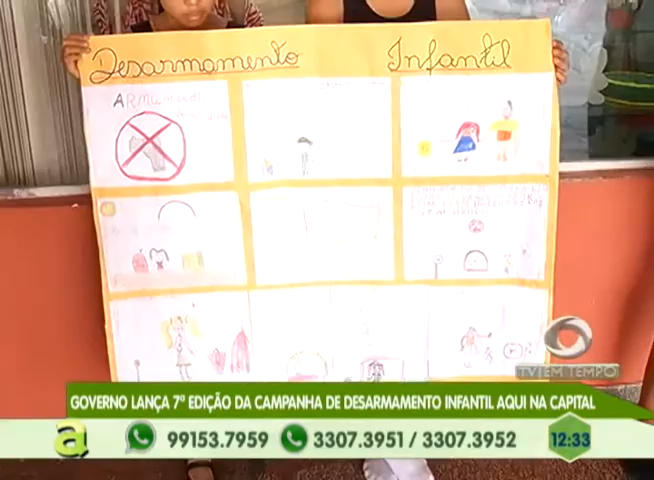 Desarmamento Infantil
TV EM TEMPO
GOVERNO LANÇA 7ª EDIÇÃO DA CAMPANHA DE DESARMAMENTO INFANTIL AQUI NA CAPITAL
a 99153.7959 3307.3951 / 3307.3952 12:33